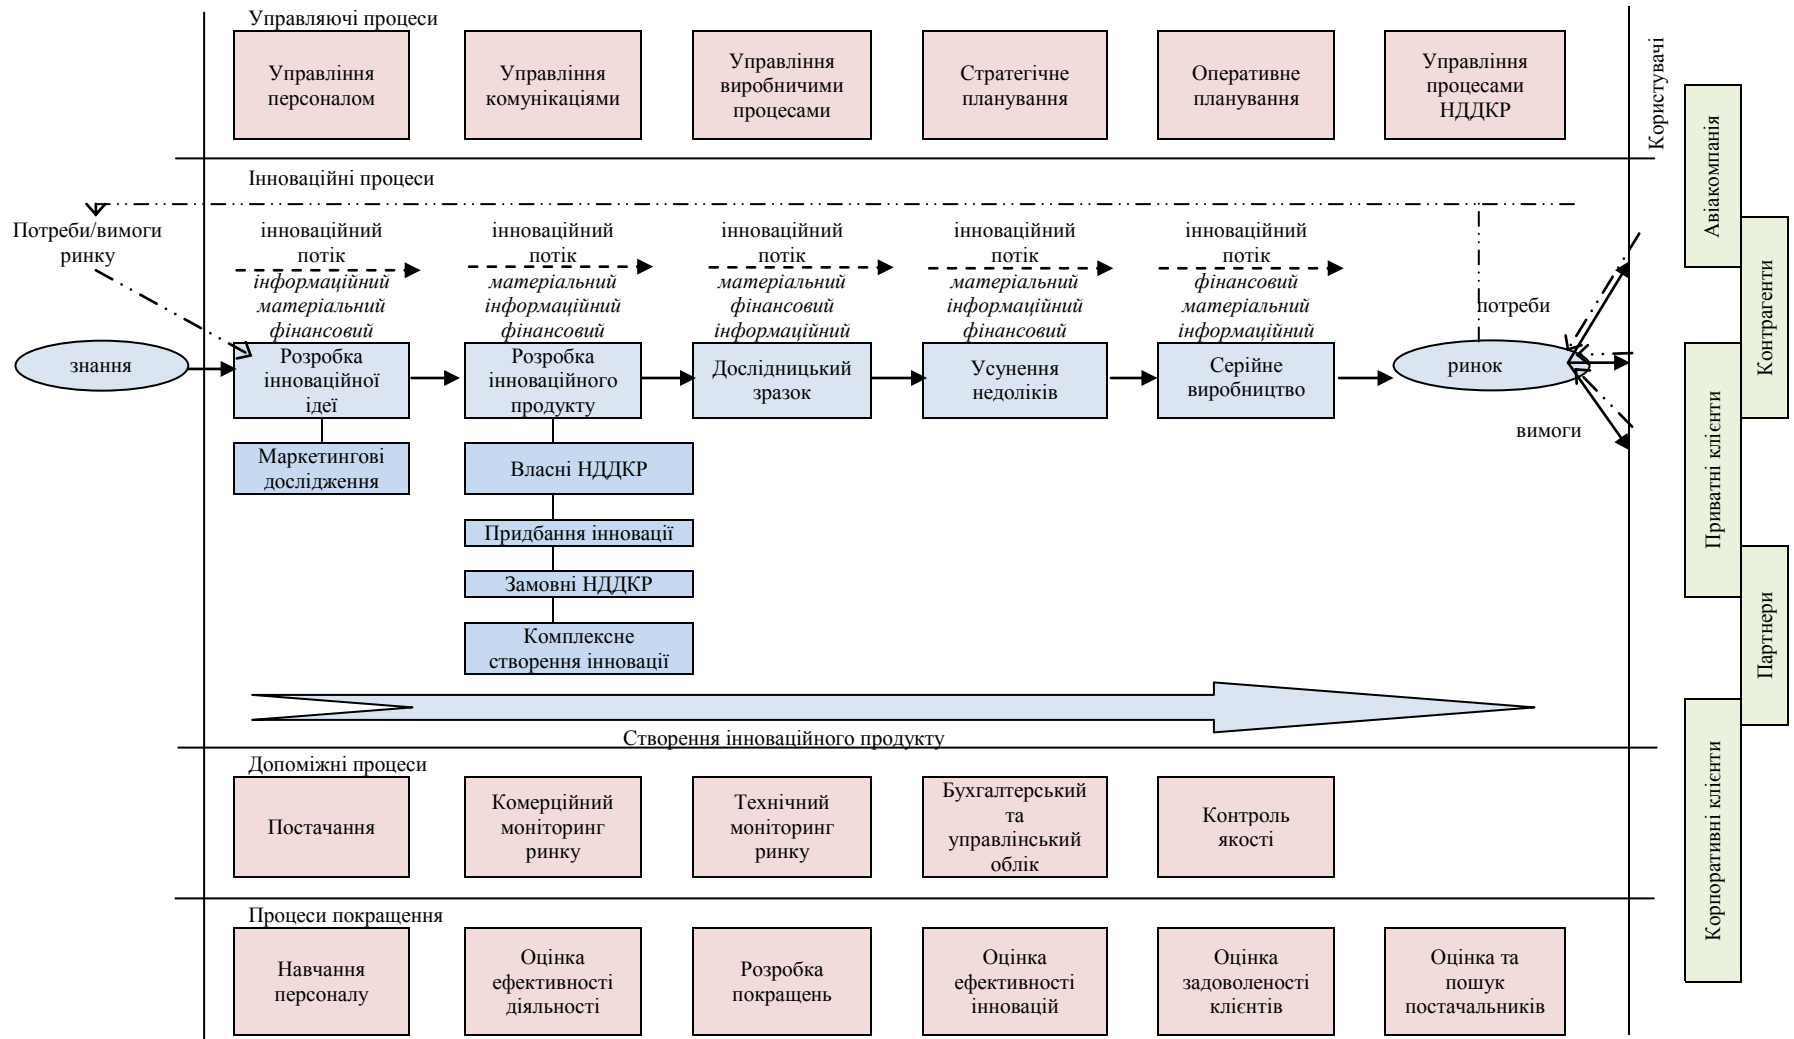 Управляючі процеси
Управління
персоналом
Управління
комунікаціями
Управління
виробничими
процесами
Стратегічне
планування
Оперативне
планування
Управління
процесами
НДДКР
Користувачі
Інноваційні процеси
Потреби/вимоги
ринку
інноваційний
потік
інформаційний
матеріальний
фінансовий
інноваційний
потік
матеріальний
інформаційний
фінансовий
інноваційний
потік
матеріальний
фінансовий
інформаційний
інноваційний
потік
матеріальний
інформаційний
фінансовий
інноваційний
потік
фінансовий
матеріальний
інформаційний
потреби
знання
Розробка
інноваційної
ідеї
Розробка
інноваційного
продукту
Дослідницький
зразок
Усунення
недоліків
Серійне
виробництво
ринок
вимоги
Маркетингові
дослідження
Власні НДДКР
Придбання інновації
Замовні НДДКР
Комплексне
створення інновації
Створення інноваційного продукту
Допоміжні процеси
Постачання
Комерційний
моніторинг
ринку
Технічний
моніторинг
ринку
Бухгалтерський
та
управлінський
облік
Контроль
якості
Процеси покращення
Навчання
персоналу
Оцінка
ефективності
діяльності
Розробка
покращень
Оцінка
ефективності
інновацій
Оцінка
задоволеності
клієнтів
Оцінка та
пошук
постачальників
Авіакомпанія
Контрагенти
Приватні клієнти
Партнери
Корпоративні клієнти